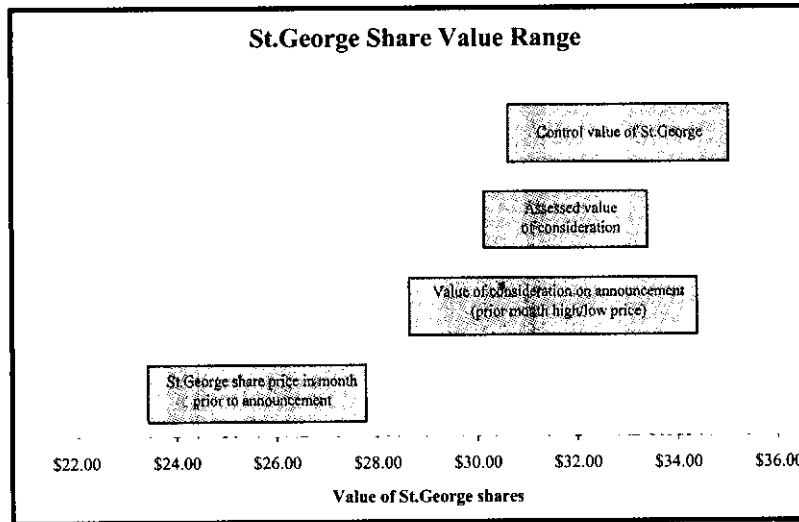 St.George Share Value Range
Control value of St.George
Assessed value
of consideration
Value of consideration on announcement
(prior month high/low price)
St.George share price in month
prior to announcement
$22.00 $24.00 $26.00 $28.00 $30.00 $32.00 $34.00 $36.00
Value of St.George shares